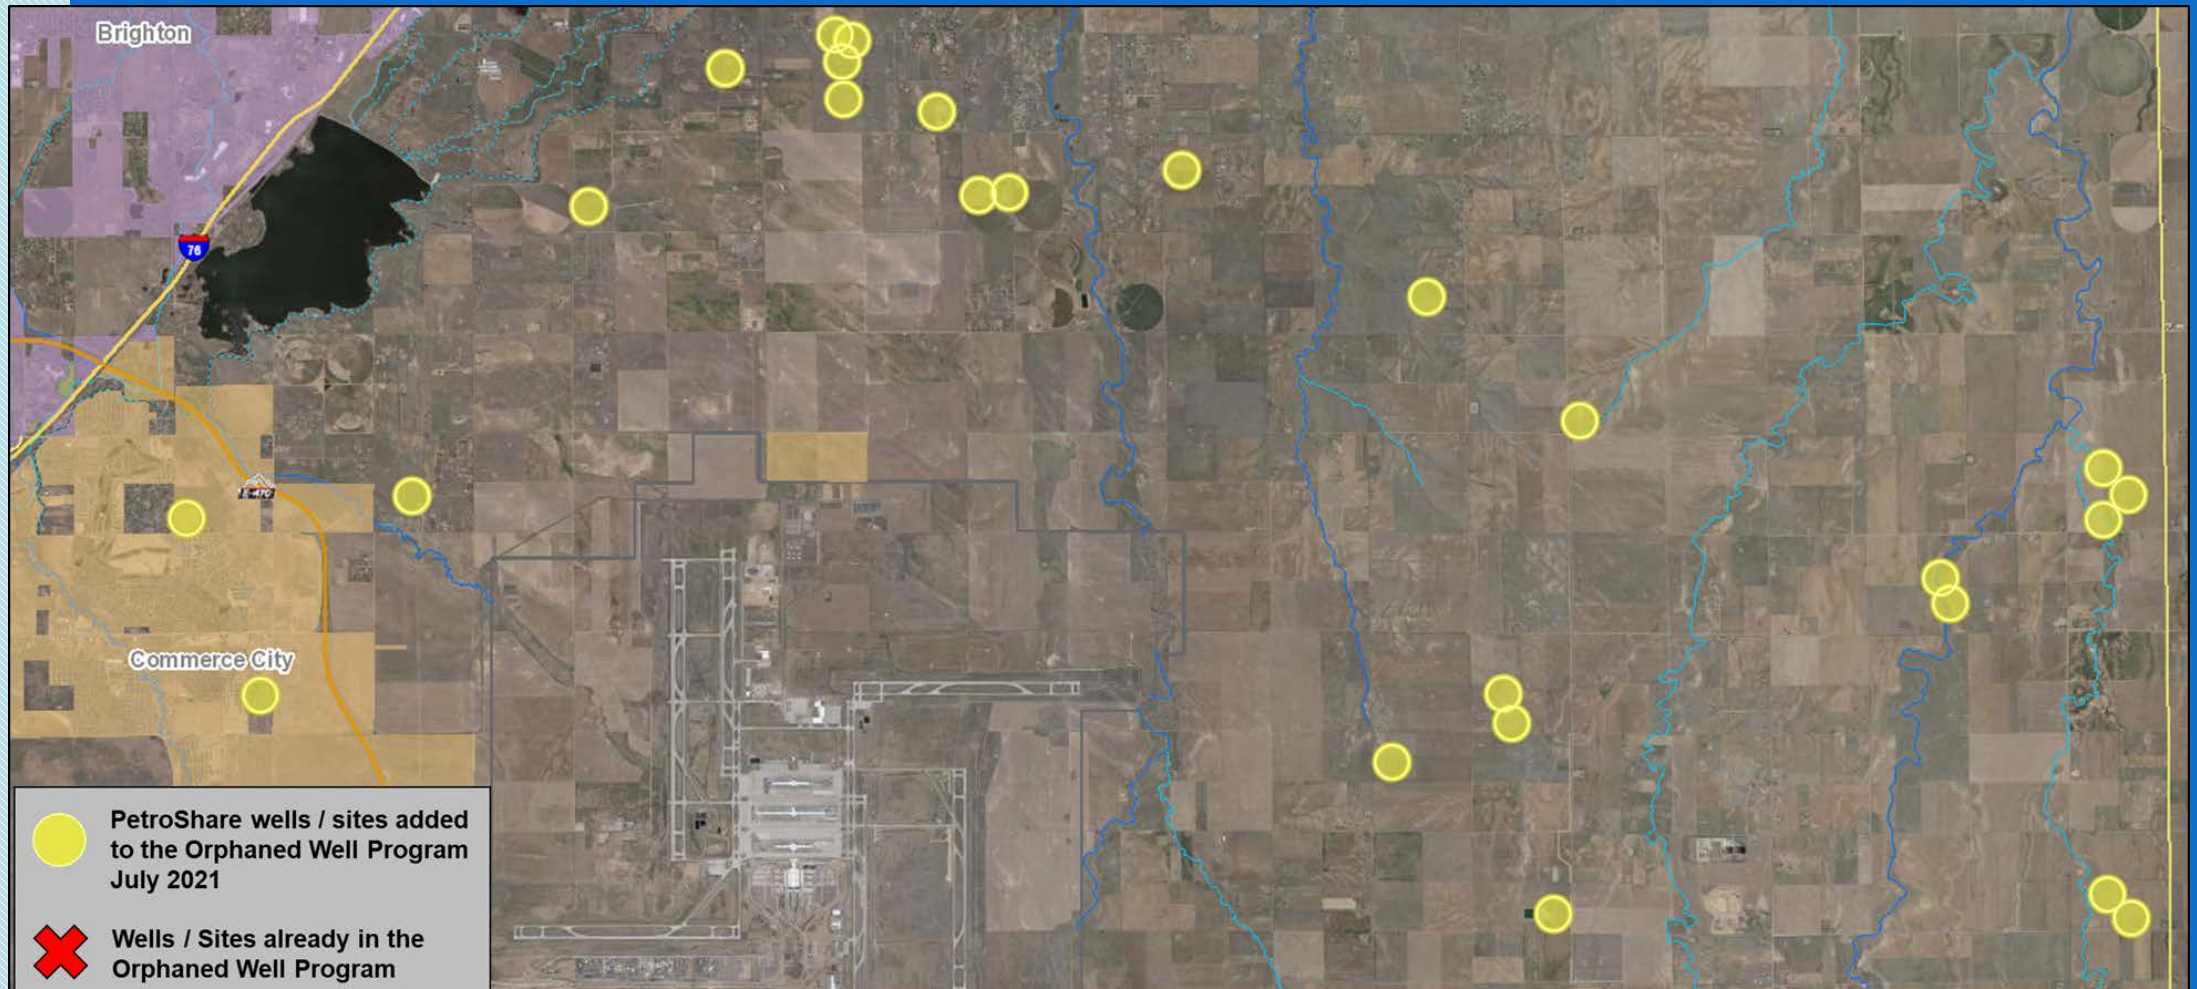 Brighton
76
E-470
Commerce City
PetroShare wells / sites added
to the Orphaned Well Program
July 2021
Wells / Sites already in the
Orphaned Well Program